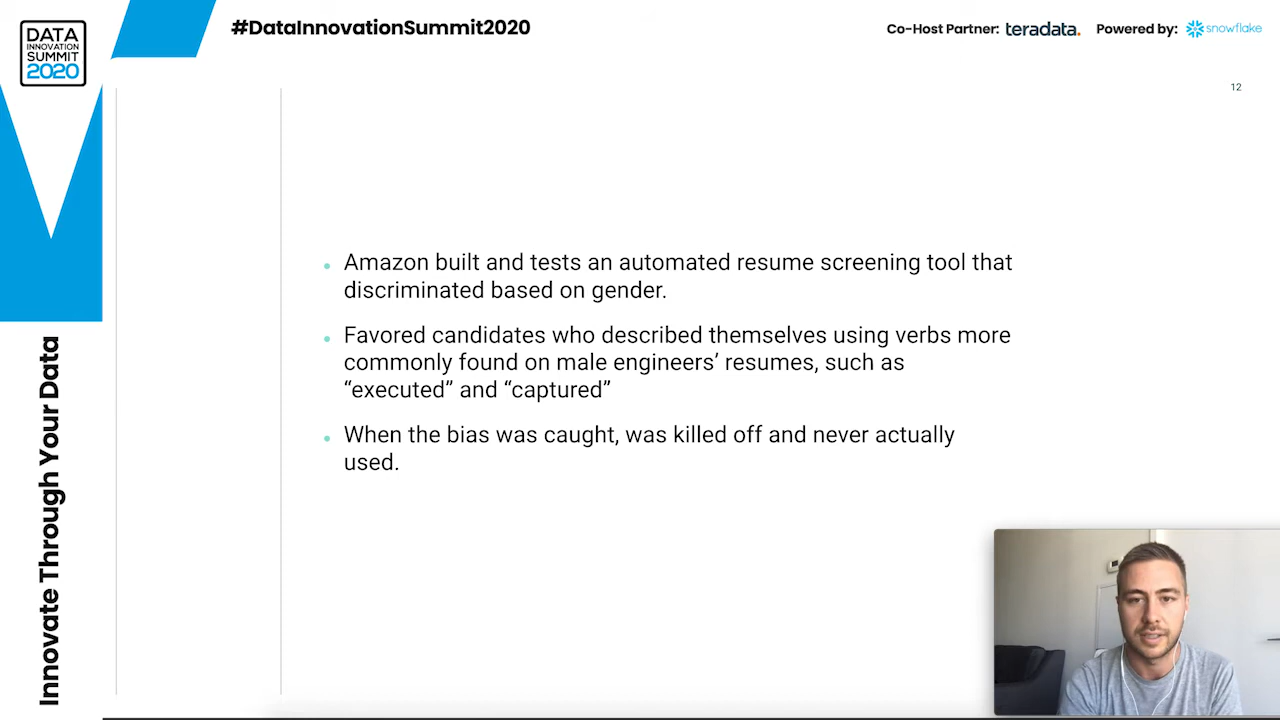 DATA
INNOVATION
SUMMIT
2020
#DataInnovationSummit2020
Co-Host Partner: teradata. Powered by: snowflake
12
Amazon built and tests an automated resume screening tool that
discriminated based on gender.
Favored candidates who described themselves using verbs more
commonly found on male engineers’ resumes, such as
“executed” and “captured”
When the bias was caught, was killed off and never actually
used.
Innovate Through Your Data